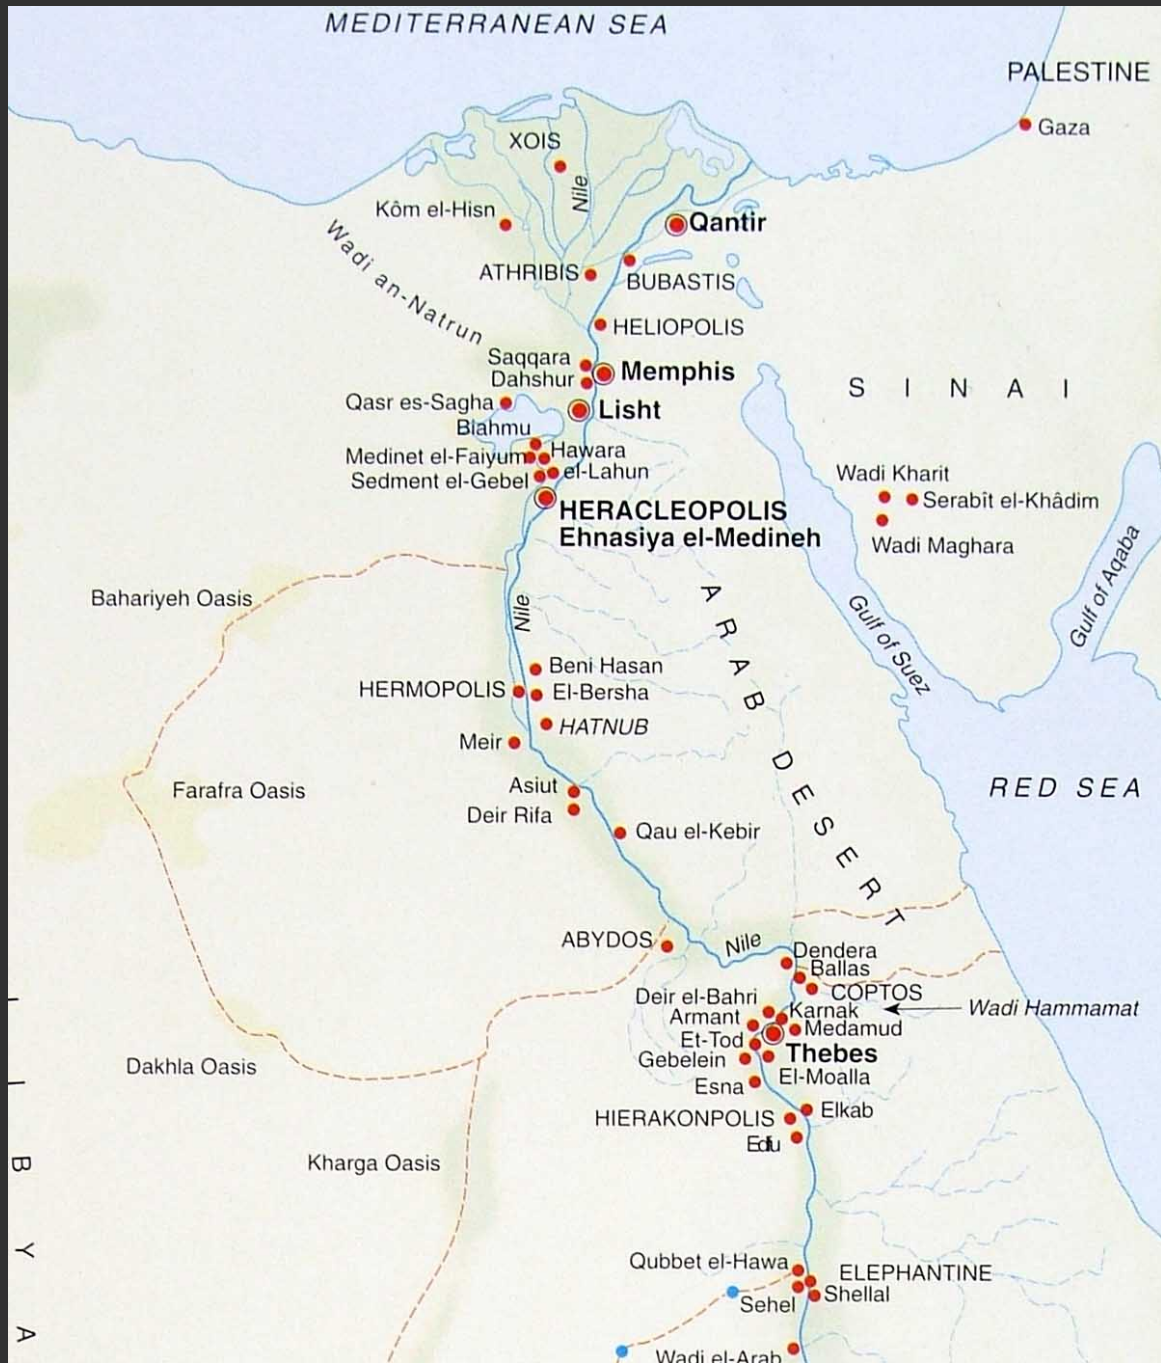 MEDITERRANEAN SEA
PALESTINE
Gaza
XOIS
Nile
Kôm el-Hisn
Qantir
Wadi an-Natrun
ATHRIBIS
BUBASTIS
HELIOPOLIS
Saqqara
Dahshur
Memphis
SINAI
Qasr es-Sagha
Lisht
Biahmu
Medinet el-Faiyum
Hawara
Sedment el-Gebel
el-Lahun
Wadi Kharit
Serabît el-Khâdim
HERACLEOPOLIS
Ehnasiya el-Medineh
Wadi Maghara
Gulf of Aqaba
Gulf of Suez
ARAB DESERT
Bahariyeh Oasis
Nile
Beni Hasan
HERMOPOLIS
El-Bersha
HATNUB
Meir
Asiut
Farafra Oasis
RED SEA
Deir Rifa
Qau el-Kebir
ABYDOS
Nile
Dendera
Ballas
COPTOS
Deir el-Bahri
Karnak
Wadi Hammamat
Armant
Medamud
Et-Tod
Thebes
Gebelein
El-Moalla
Dakhla Oasis
Esna
Elkab
HIERAKONPOLIS
Edfu
Kharga Oasis
L I B Y A
Qubbet el-Hawa
ELEPHANTINE
Shellal
Sehel
Wadi el-Arab